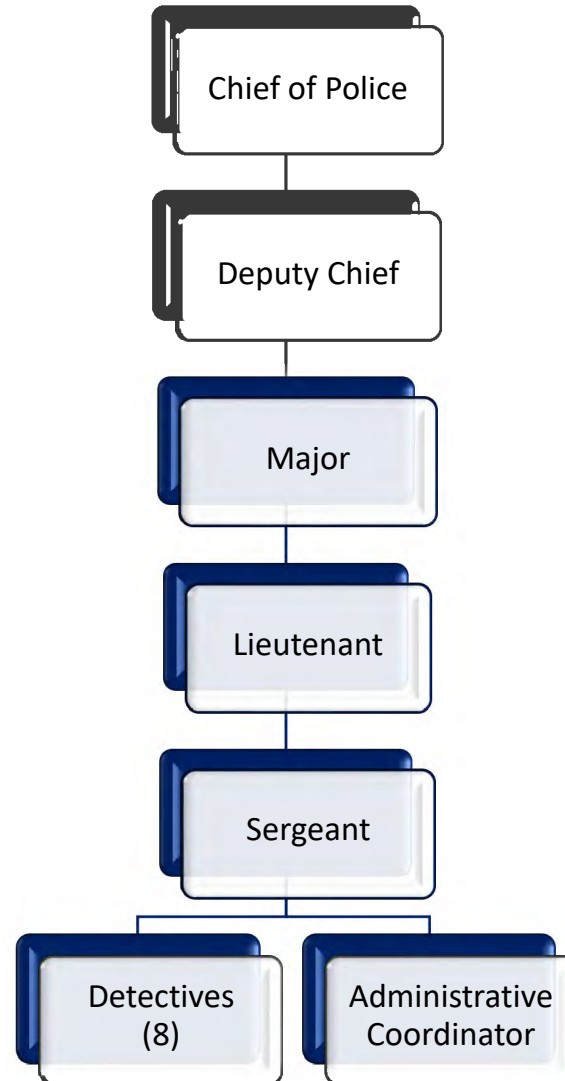 Chief of Police
Deputy Chief
Major
Lieutenant
Sergeant
Detectives
(8)
Administrative
Coordinator